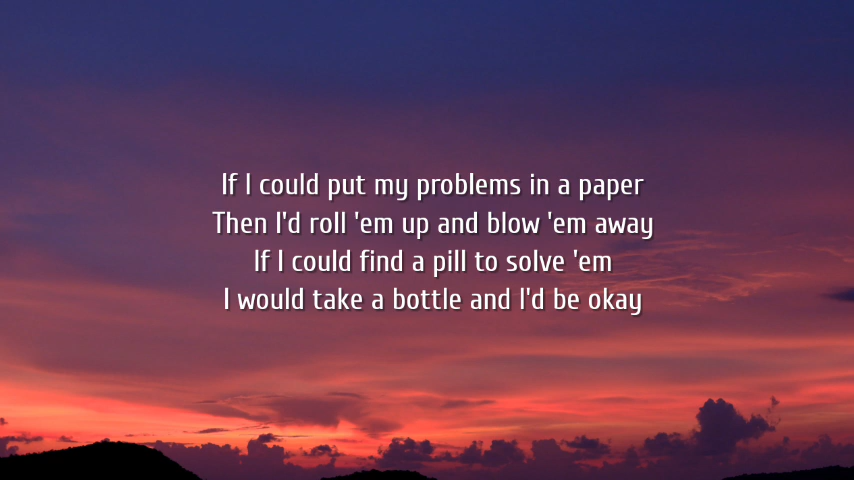 If I could put my problems in a paper
Then I'd roll 'em up and blow 'em away
If I could find a pill to solve 'em
I would take a bottle and I'd be okay